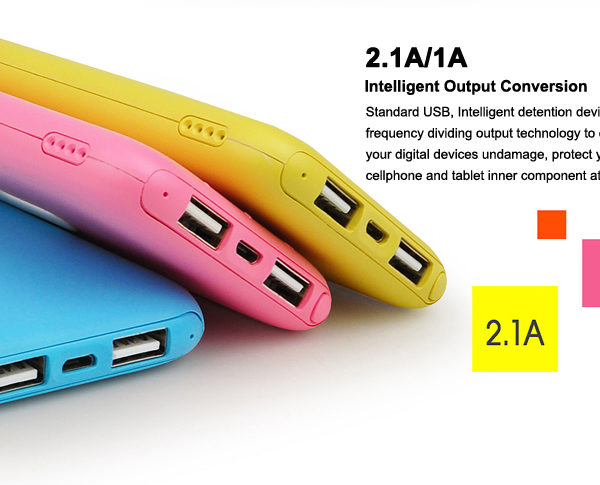 2.1A/1A
Intelligent Output Conversion
Standard USB, Intelligent detention devi
frequency dividing output technology to
your digital devices undamage, protect y
cellphone and tablet inner component at
2.1A